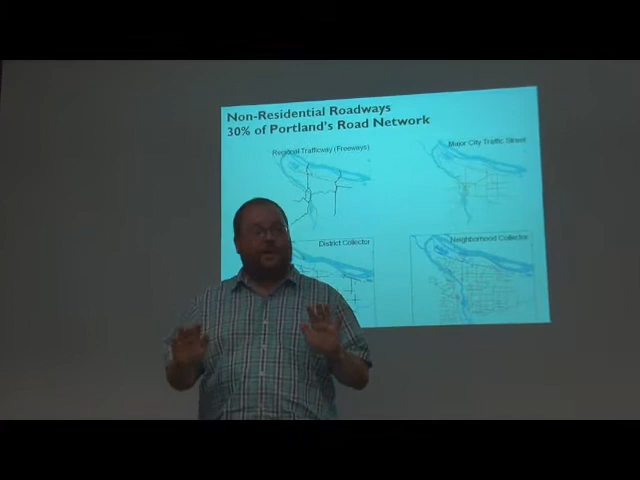 Non-Residential Roadways
30% of Portland's Road Network
Regional Trafficway (Freeways)
Major City Traffic Street
District Collector
Neighborhood Collector